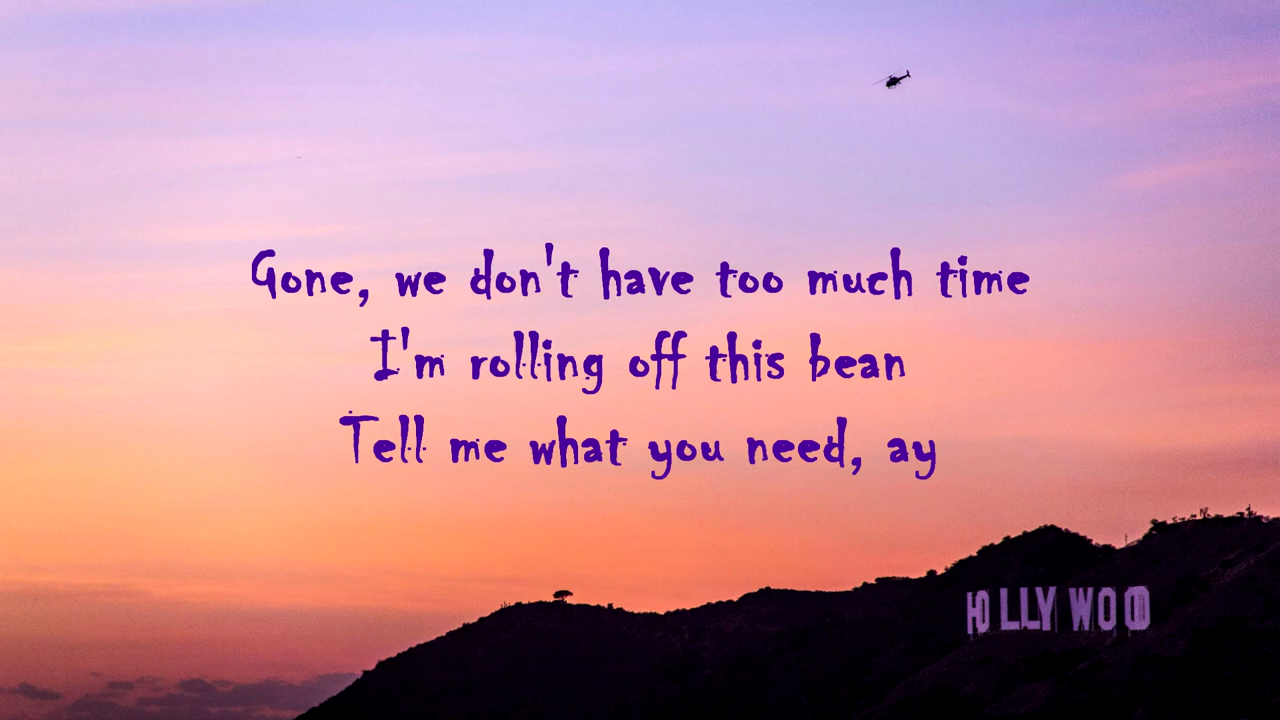 Gone, we don't have too much time
I'm rolling off this bean
Tell me what you need, ay
HOLLYWOOD